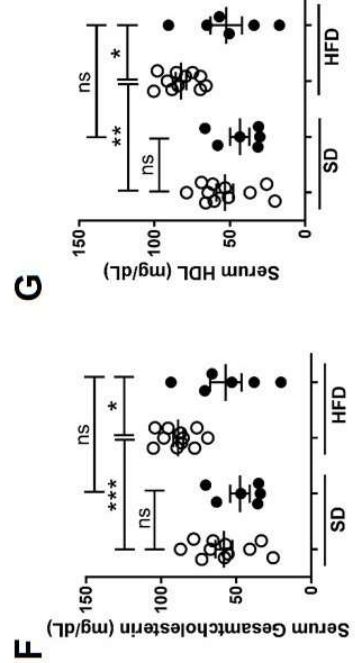 F
Serum Gesamtcholesterin (mg/dL)
150
100
50
0
ns
***
*
ns
SD
HFD
G
Serum HDL (mg/dL)
150
100
50
0
ns
**
*
ns
SD
HFD